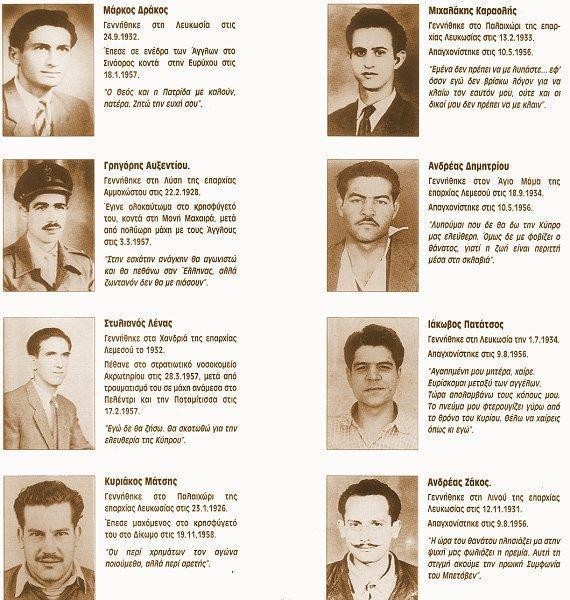 Μάρκος Δράκος
Γεννήθηκε στη Λευκωσία στις
24.9.1932.
Έπεσε σε ενέδρα των Άγγλων στο
Σινάορος κοντά στην Ευρύχου στις
18.1.1957.
"Ο Θεός και η Πατρίδα με καλούν,
πατέρα. Ζητώ την ευχή σου".
Γρηγόρης Αυξεντίου.
Γεννήθηκε στη Λύση της επαρχίας
Αμμοχώστου στις 22.2.1928.
Έγινε ολοκαύτωμα στο κρησφύγετό
του, κοντά στη Μονή Μαχαιρά, μετά
από πολύωρη μάχη με τους Άγγλους
στις 3.3.1957.
"Στην εσχάτην ανάγκην θα αγωνιστώ
και θα πεθάνω σαν Έλληνας, αλλά
ζωντανόν δεν θα με πιάσουν".
Στυλιανός Λένας
Γεννήθηκε στα Χανδριά της επαρχίας
Λεμεσού το 1932.
Πέθανε στο στρατιωτικό νοσοκομείο
Ακρωτηρίου στις 28.3.1957, μετά από
τραυματισμό του σε μάχη ανάμεσα στο
Πελέντρι και την Ποταμίτισσα στις
17.2.1957.
"Εγώ δε θα ζήσω. Θα σκοτωθώ για την
ελευθερία της Κύπρου".
Κυριάκος Μάτσης
Γεννήθηκε στο Παλαιχώρι της
επαρχίας Λευκωσίας στις 23.1.1926.
Έπεσε μαχόμενος στο κρησφύγετό
του στο Δίκωμο στις 19.11.1958.
"Ου περί χρημάτων τον αγώνα
ποιούμεθα, αλλά περί αρετής".
Μιχαλάκης Καραολής
Γεννήθηκε στο Παλαιχώρι της επαρ-
χίας Λευκωσίας στις 13.2.1933.
Απαγχονίστηκε στις 10.5.1956.
"Εμένα δεν πρέπει να με λυπάστε... εφ'
όσον εγώ δεν βρίσκω λόγον για να
κλαίω τον εαυτόν μου, ούτε και οι
δικοί μου δεν πρέπει να με κλαιν".
Ανδρέας Δημητρίου
Γεννήθηκε στον Άγιο Μάμα της
επαρχίας Λεμεσού στις 18.9.1934.
Απαγχονίστηκε στις 10.5.1956.
"Λυπούμαι που δε θα δω την Κύπρο
μας ελεύθερη. Όμως δε με φοβίζει ο
θάνατος, γιατί η ζωή είναι περιττή
μέσα στη σκλαβιά".
Ιάκωβος Πατάτσος
Γεννήθηκε στη Λευκωσία την 1.7.1934.
Απαγχονίστηκε στις 9.8.1956.
"Αγαπημένη μου μητέρα, χαίρε.
Ευρίσκομαι μεταξύ των αγγέλων.
Τώρα απολαμβάνω τους κόπους μου.
Το πνεύμα μου φτερουγίζει γύρω από
το θρόνο του Κυρίου. Θέλω να χαίρεις
όπως κι εγώ".
Ανδρέας Ζάκος.
Γεννήθηκε στη Λινού της επαρχίας
Λευκωσίας στις 12.11.1931.
Απαγχονίστηκε στις 9.8.1956.
"Η ώρα του θανάτου πλησιάζει μα στην
ψυχή μας φωλιάζει η ηρεμία. Αυτή τη
στιγμή ακούμε την ηρωική Συμφωνία
του Μπετόβεν".